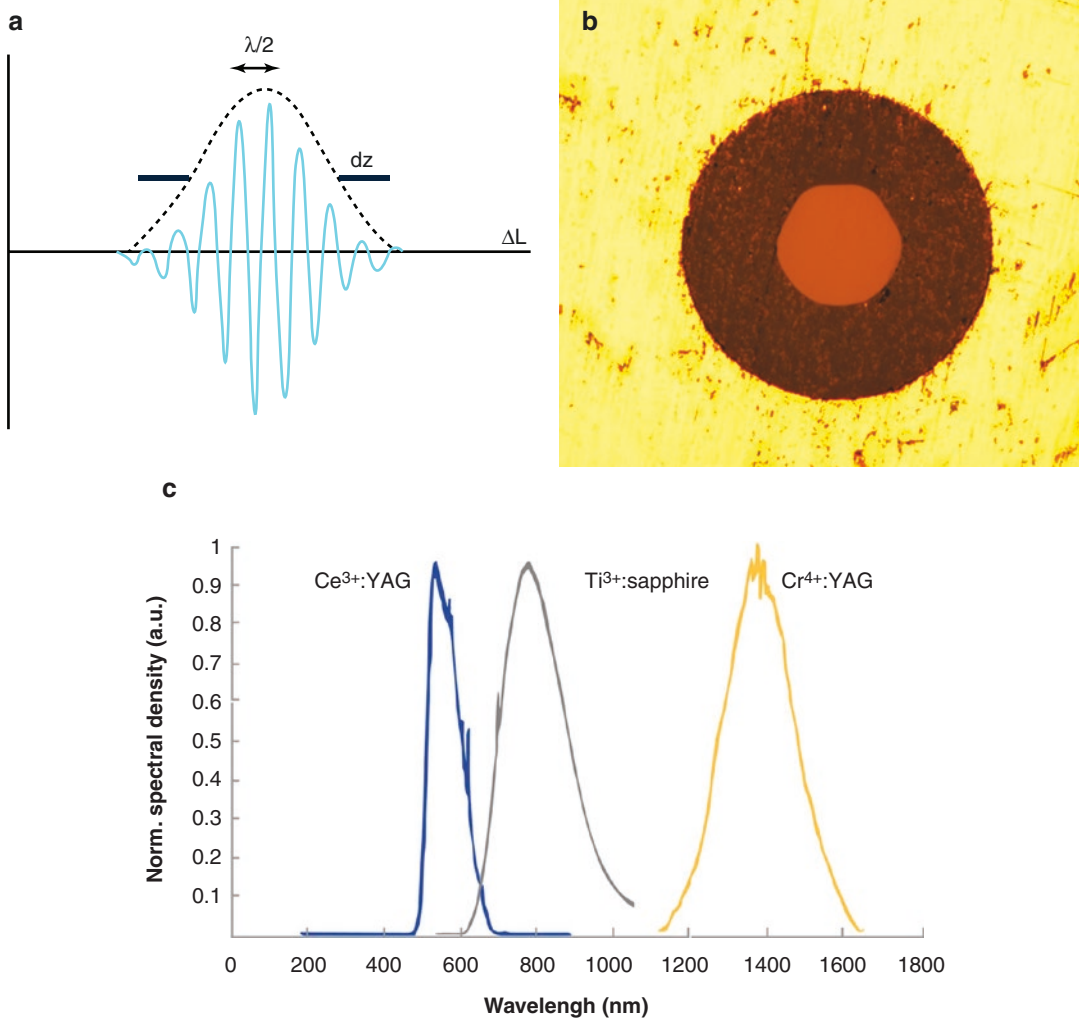 a
λ/2
dz
ΔL
b
c
Ce³⁺:YAG
Ti³⁺:sapphire
Cr⁴⁺:YAG
Norm. spectral density (a.u.)
1
0.9
0.8
0.7
0.6
0.5
0.4
0.3
0.2
0.1
0 200 400 600 800 1000 1200 1400 1600 1800
Wavelengh (nm)